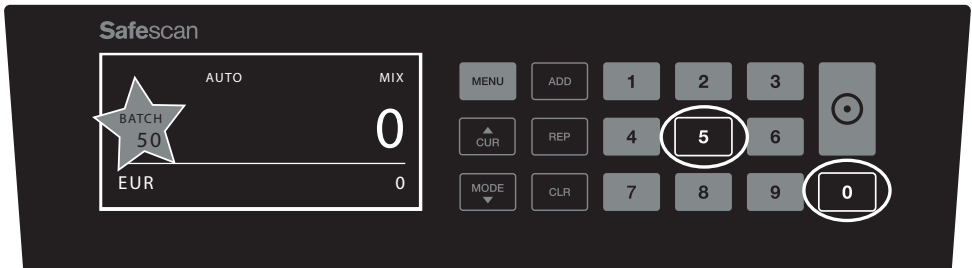 Safescan
AUTO MIX
BATCH
50
0
EUR 0
MENU ADD 1 2 3
CUR REP 4 5 6
MODE CLR 7 8 9 0